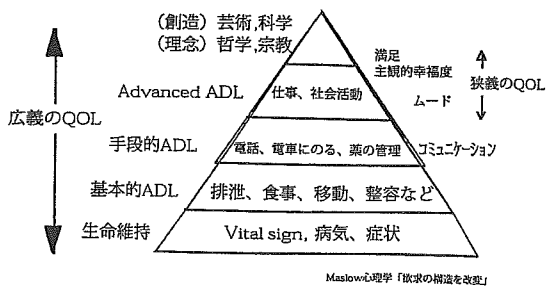 (創造)芸術,科学
(理念)哲学,宗教
満足
主観的幸福度
狭義のQOL
Advanced ADL
仕事、社会活動
ムード
広義のQOL
手段的ADL
電話、電車にのる、薬の管理
コミュニケーション
基本的ADL
排泄、食事、移動、整容など
生命維持
Vital sign, 病気、症状
Maslow心理学「欲求の構造を改変」